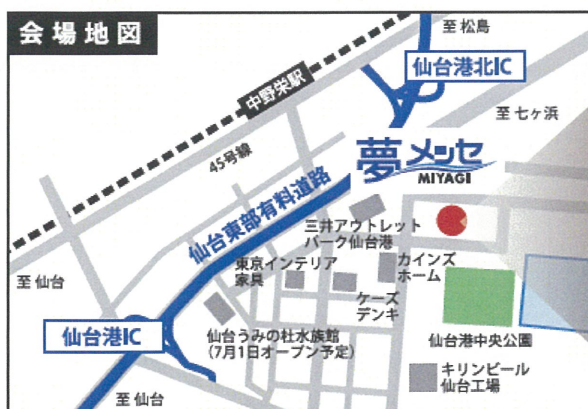 会場地図
至 松島
仙台港北IC
中野栄駅
至 七ヶ浜
45号線
夢メッセ
MIYAGI
仙台東部有料道路
三井アウトレット
パーク仙台港
東京インテリア
家具
カインズ
ホーム
至 仙台
ケーズ
デンキ
仙台港IC
仙台うみの杜水族館
(7月1日オープン予定)
仙台港中央公園
キリンビール
仙台工場
至 仙台